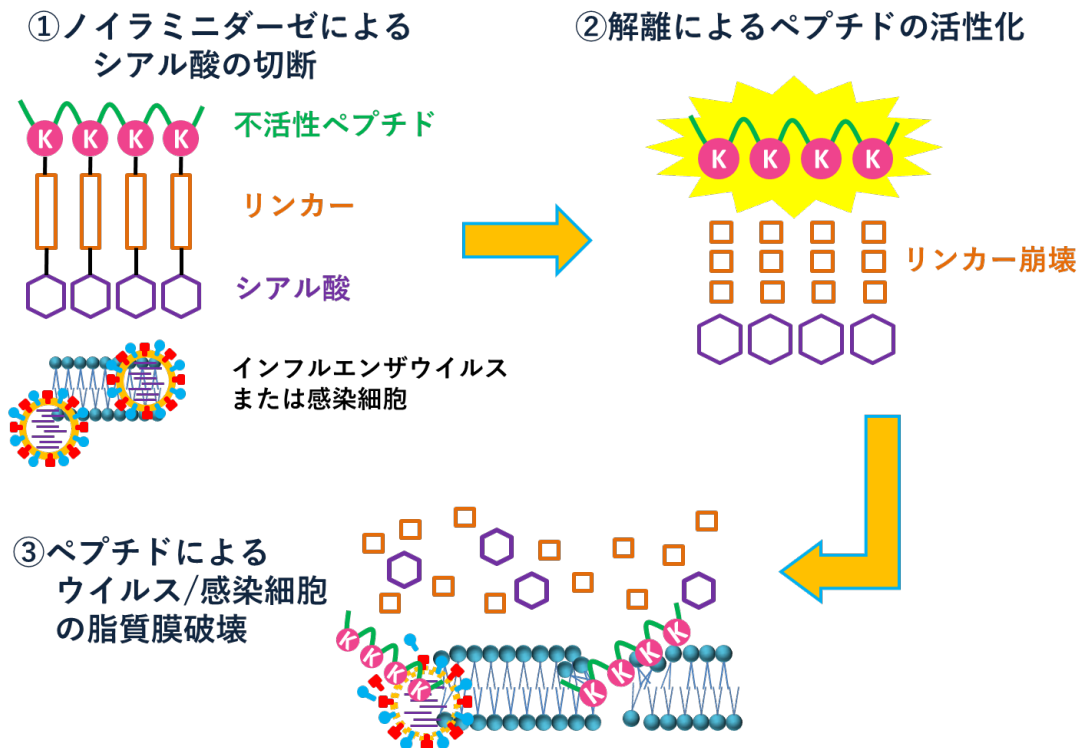 ①ノイラミニダーゼによる
シアル酸の切断
K K K K
不活性ペプチド
リンカー
シアル酸
インフルエンザウイルス
または感染細胞
②解離によるペプチドの活性化
K K K K
リンカー崩壊
③ペプチドによる
ウイルス/感染細胞
の脂質膜破壊
K K K K
K K K K